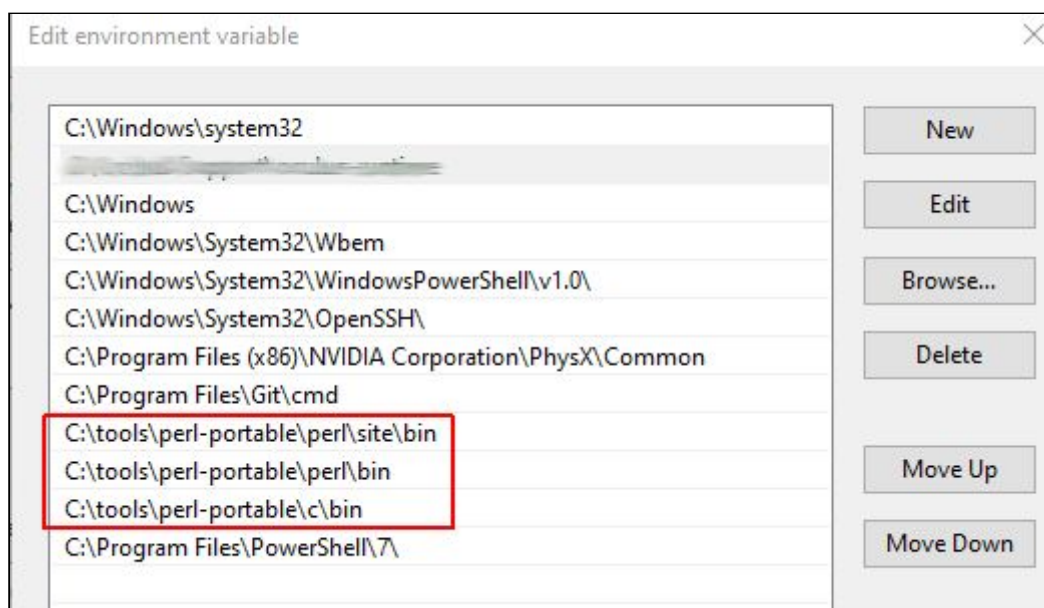 Edit environment variable
C:\Windows\system32
C:\Windows
C:\Windows\System32\Wbem
C:\Windows\System32\WindowsPowerShell\v1.0\
C:\Windows\System32\OpenSSH\
C:\Program Files (x86)\NVIDIA Corporation\PhysX\Common
C:\Program Files\Git\cmd
C:\tools\perl-portable\perl\site\bin
C:\tools\perl-portable\perl\bin
C:\tools\perl-portable\c\bin
C:\Program Files\PowerShell\7\
New
Edit
Browse...
Delete
Move Up
Move Down